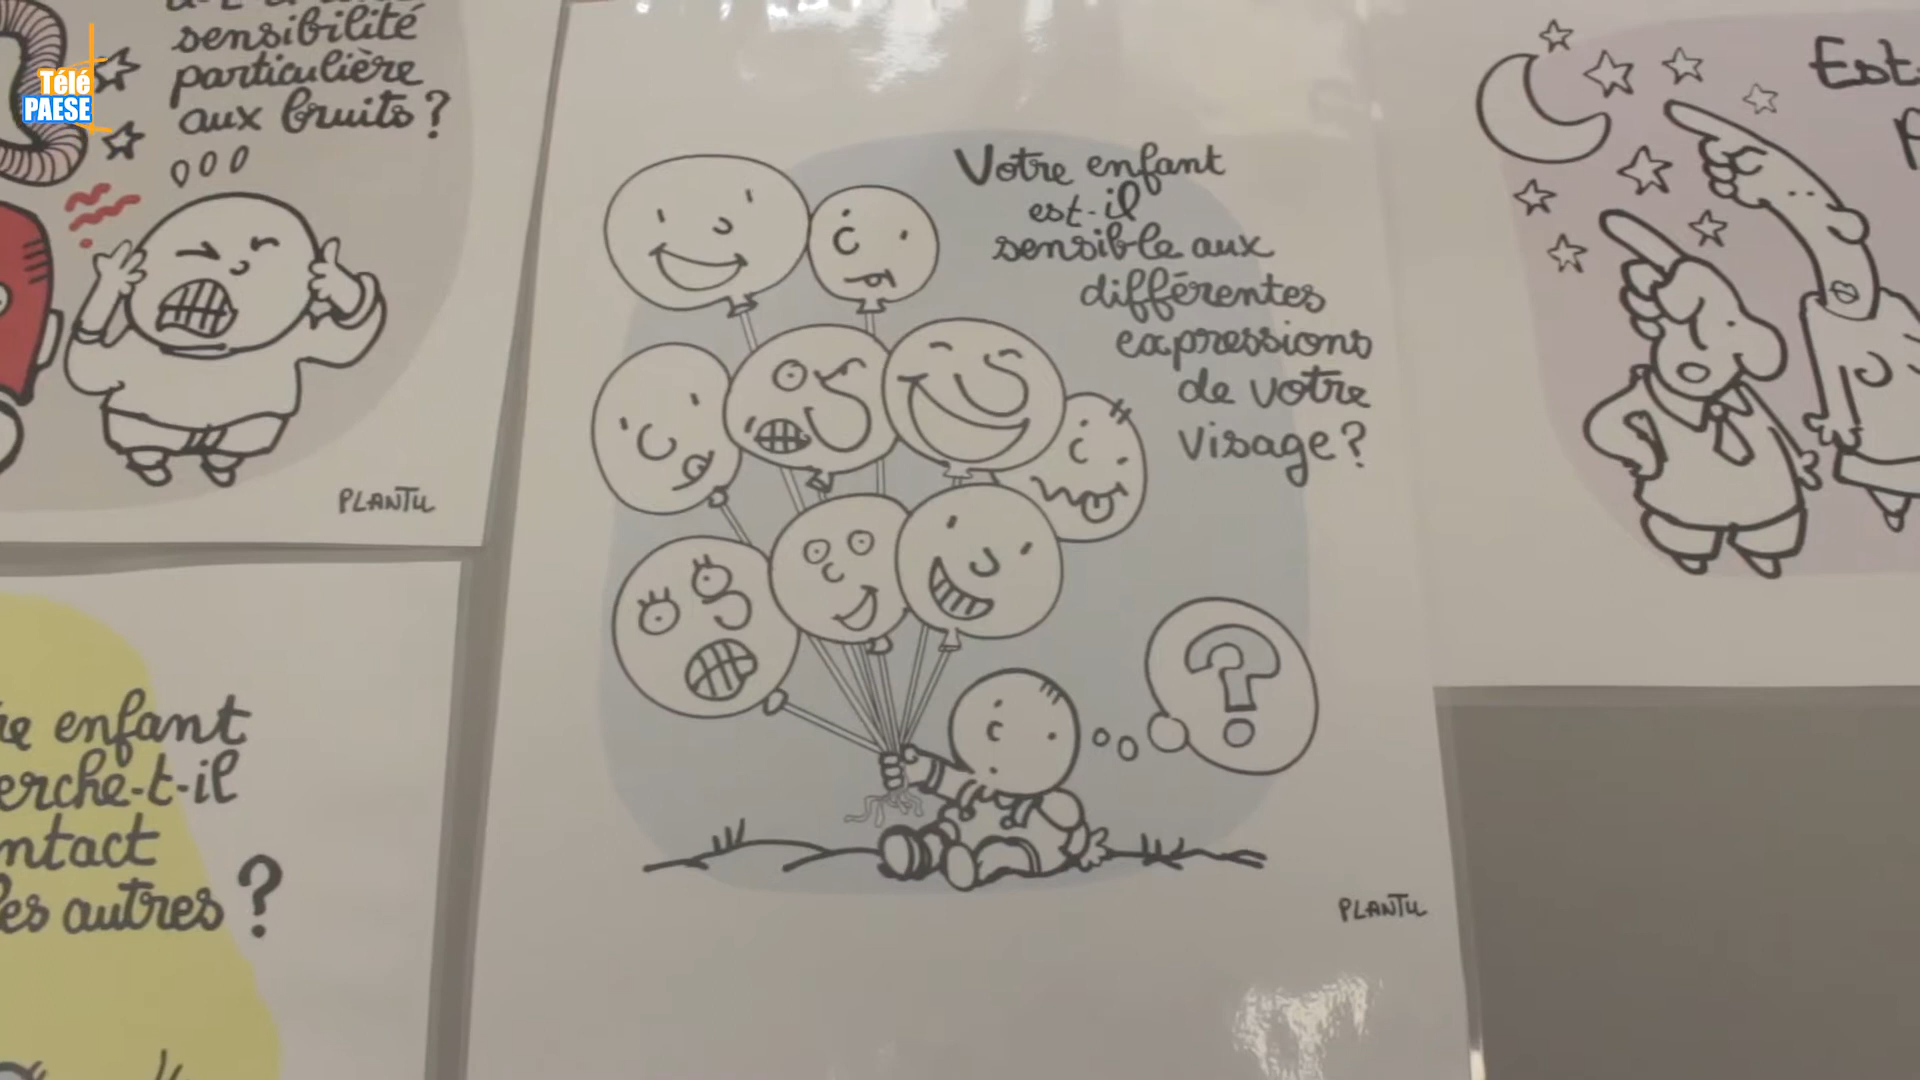 Télé
PAESE
sensibilité
particulière
aux bruits ?
PLANTU
Votre enfant
est-il
sensible aux
différentes
expressions
de votre
visage ?
?
PLANTU
Est
enfant
erche-t-il
ntact
les autres ?